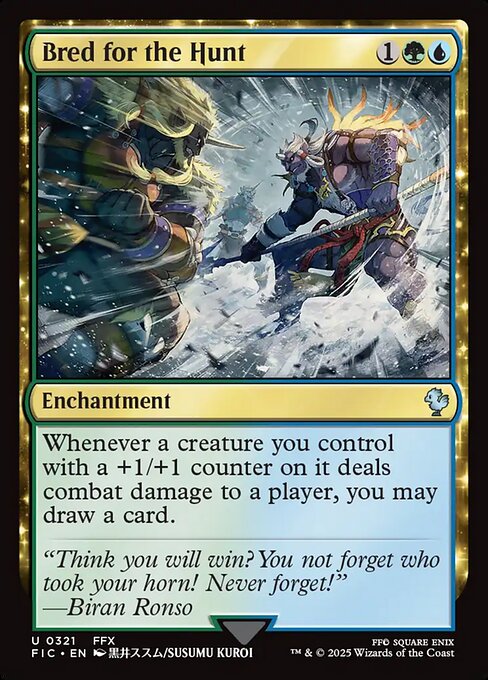 Bred for the Hunt 1
Enchantment
Whenever a creature you control
with a +1/+1 counter on it deals
combat damage to a player, you may
draw a card.
“Think you will win? You not forget who
took your horn! Never forget!”
—Biran Ronso
U 0321 FFX
FIC • EN 黒井ススム/SUSUMU KUROI
FF© SQUARE ENIX
™ & © 2025 Wizards of the Coast